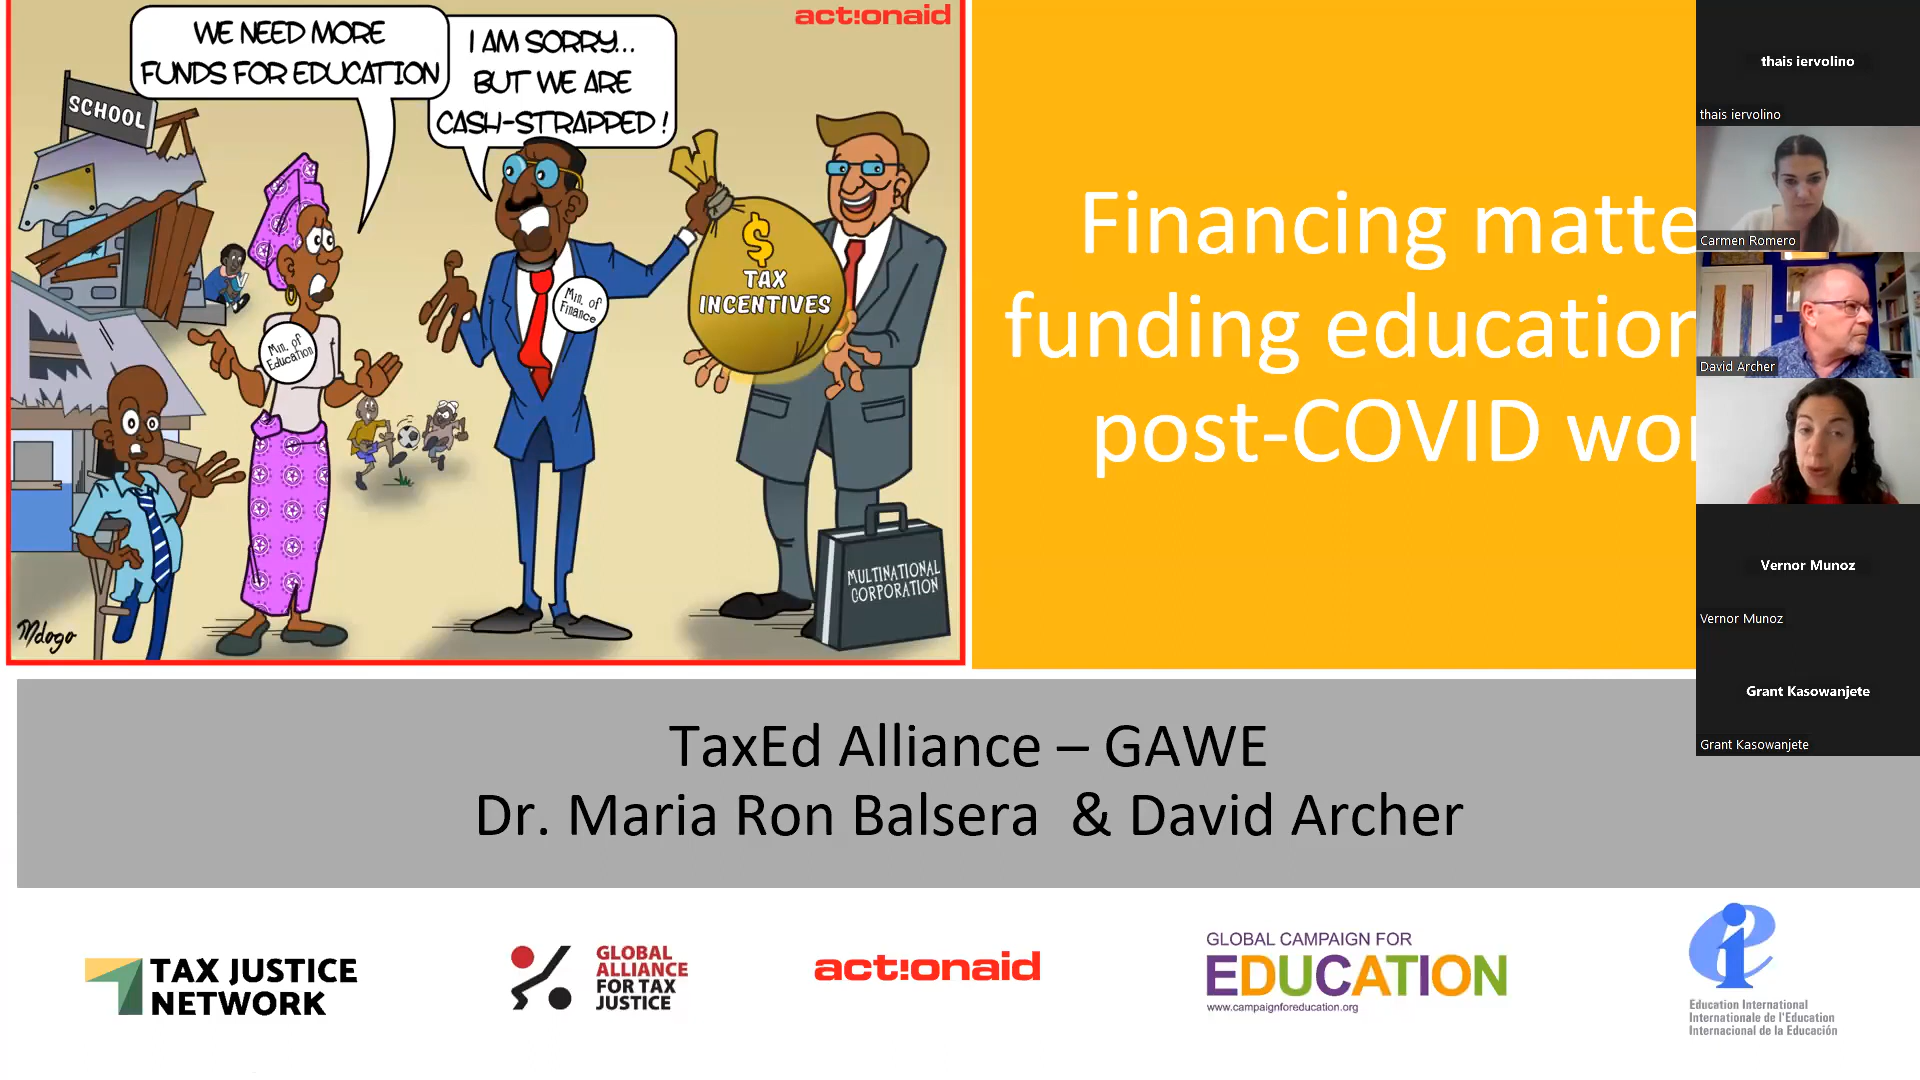 WE NEED MORE
FUNDS FOR EDUCATION
I AM SORRY...
BUT WE ARE
CASH-STRAPPED!
act!onaid
SCHOOL
Min. of
Education
Min. of
Finance
$
TAX
INCENTIVES
MULTINATIONAL
CORPORATION
Mdogo
Financing matte
funding education
post-COVID wor
thais iervolino
thais iervolino
Carmen Romero
David Archer
Vernor Munoz
Vernor Munoz
Grant Kasowanjete
Grant Kasowanjete
TaxEd Alliance – GAWE
Dr. Maria Ron Balsera & David Archer
TAX JUSTICE
NETWORK
GLOBAL
ALLIANCE
FOR TAX
JUSTICE
act!onaid
GLOBAL CAMPAIGN FOR
EDUCATION
www.campaignforeducation.org
Education International
Internationale de l'Education
Internacional de la Educación